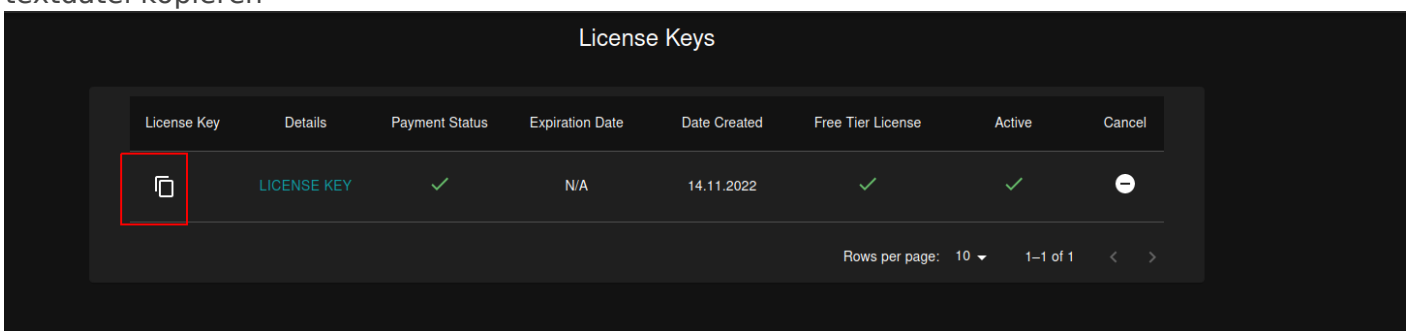 textdatei kopieren
License Keys
License Key Details Payment Status Expiration Date Date Created Free Tier License Active Cancel
LICENSE KEY N/A 14.11.2022
Rows per page: 10 1–1 of 1